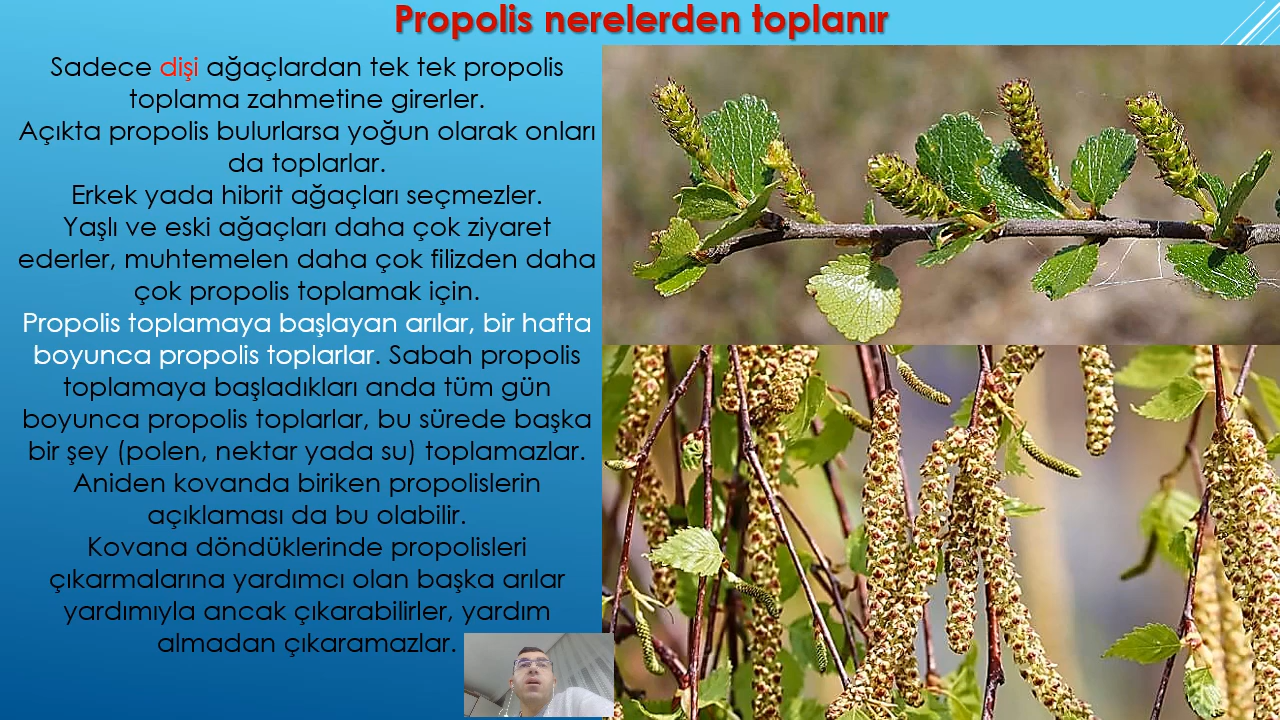 Propolis nerelerden toplanır
Sadece dişi ağaçlardan tek tek propolis
toplama zahmetine girerler.
Açıkta propolis bulurlarsa yoğun olarak onları
da toplarlar.
Erkek yada hibrit ağaçları seçmezler.
Yaşlı ve eski ağaçları daha çok ziyaret
ederler, muhtemelen daha çok filizden daha
çok propolis toplamak için.
Propolis toplamaya başlayan arılar, bir hafta
boyunca propolis toplarlar. Sabah propolis
toplamaya başladıkları anda tüm gün
boyunca propolis toplarlar, bu sürede başka
bir şey (polen, nektar yada su) toplamazlar.
Aniden kovanda biriken propolislerin
açıklaması da bu olabilir.
Kovana döndüklerinde propolisleri
çıkarmalarına yardımcı olan başka arılar
yardımıyla ancak çıkarabilirler, yardım
almadan çıkaramazlar.